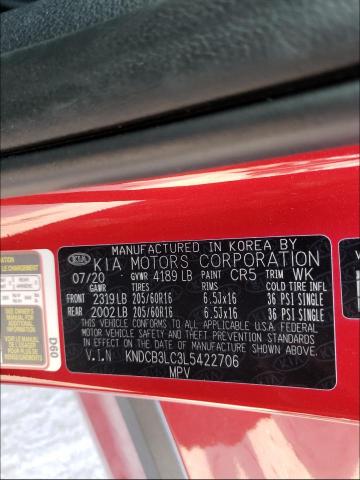 MANUFACTURED IN KOREA BY
KIA KIA MOTORS CORPORATION
07/20 GVWR 4189 LB PAINT CR5 TRIM WK
GAWR TIRES RIMS COLD TIRE INFL
FRONT 2319 LB 205/60R16 6.5Jx16 36 PSI SINGLE
REAR 2002 LB 205/60R16 6.5Jx16 36 PSI SINGLE
THIS VEHICLE CONFORMS TO ALL APPLICABLE U.S.A. FEDERAL
MOTOR VEHICLE SAFETY AND THEFT PREVENTION STANDARDS
IN EFFECT ON THE DATE OF MANUFACTURE SHOWN ABOVE.
V.I.N KNDCB3LC3L5422706
MPV
D60